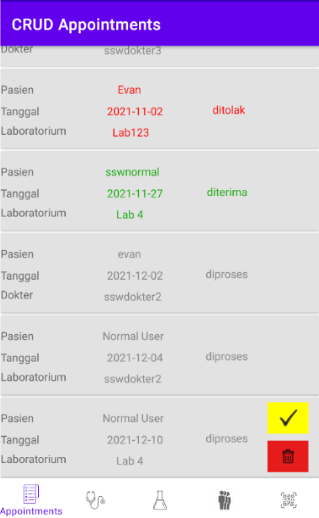 CRUD Appointments
Dokter sswdokter3
Pasien Evan
Tanggal 2021-11-02 ditolak
Laboratorium Lab123
Pasien sswnormal
Tanggal 2021-11-27 diterima
Laboratorium Lab 4
Pasien evan
Tanggal 2021-12-02 diproses
Dokter sswdokter2
Pasien Normal User
Tanggal 2021-12-04 diproses
Laboratorium sswdokter2
Pasien Normal User
Tanggal 2021-12-10 diproses
Laboratorium Lab 4
Appointments